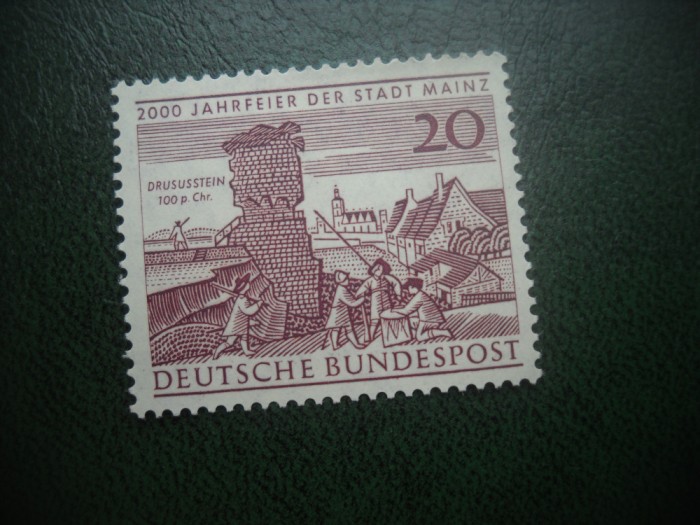 2000 JAHRFEIER DER STADT MAINZ
20
DRUSUSSTEIN
100 p. Chr.
DEUTSCHE BUNDESPOST